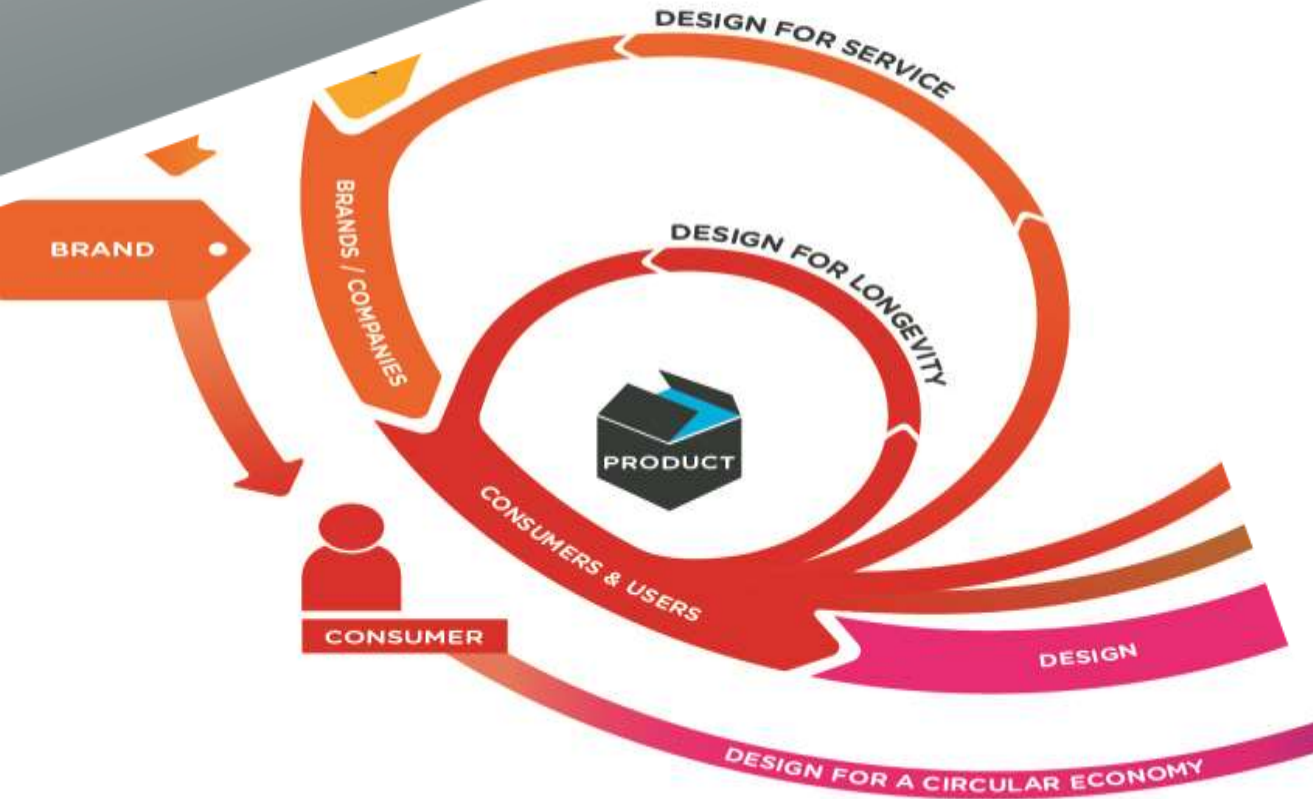 DESIGN FOR SERVICE
BRAND
BRANDS / COMPANIES
DESIGN FOR LONGEVITY
PRODUCT
CONSUMERS & USERS
CONSUMER
DESIGN
DESIGN FOR A CIRCULAR ECONOMY